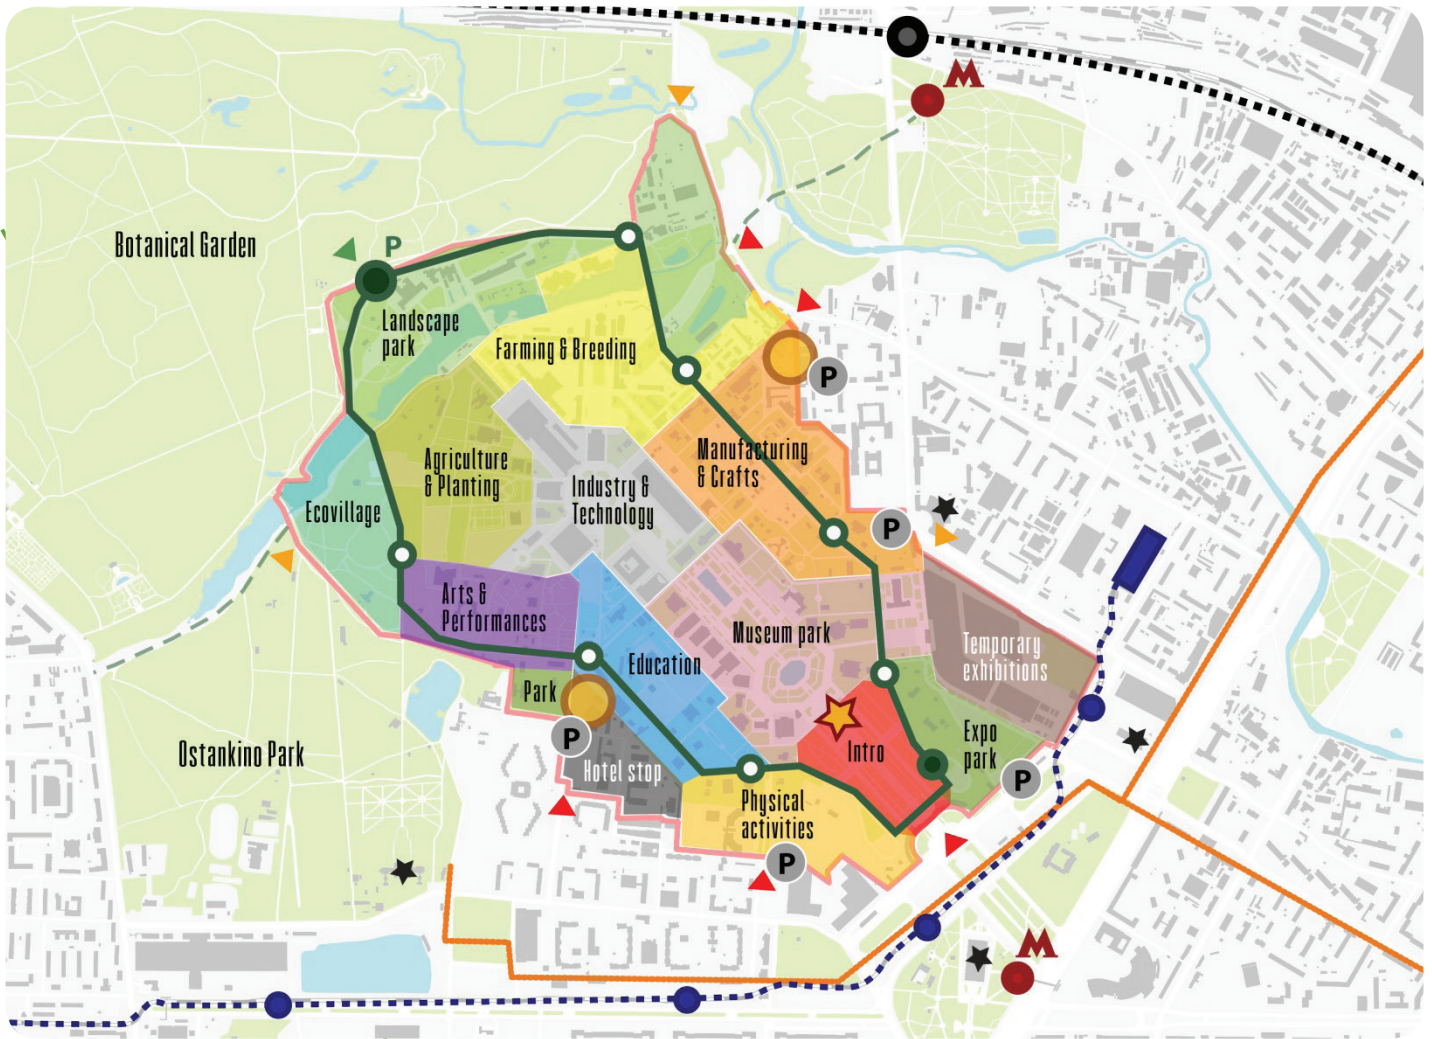 M
Botanical Garden
P
Landscape
park
Farming & Breeding
P
Manufacturing
& Crafts
Agriculture
& Planting
Industry &
Technology
Ecovillage
P
Arts &
Performances
Museum park
Temporary
exhibitions
Education
Park
P
Ostankino Park
Hotel stop
Intro
Expo
park
P
Physical
activities
P
M